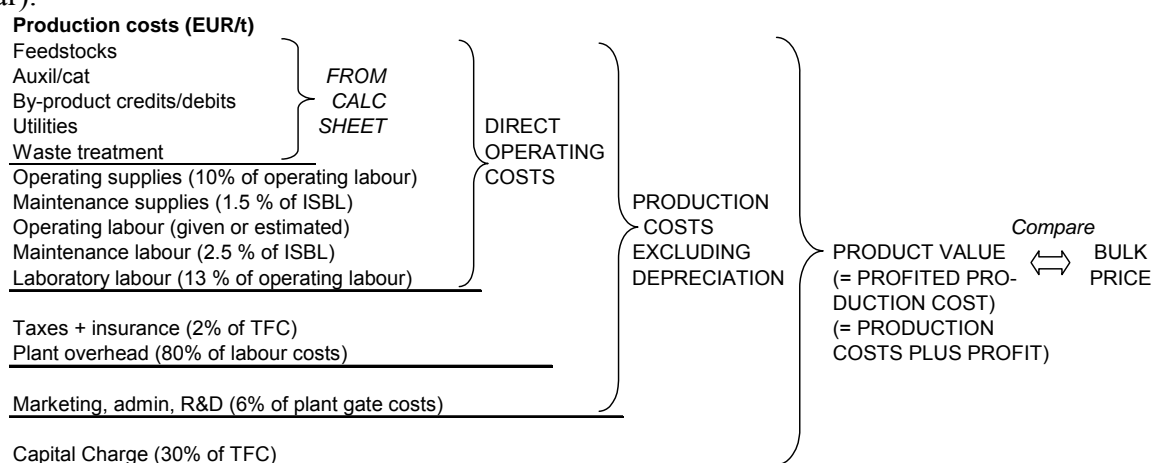 ar).
Production costs (EUR/t)
Feedstocks
Auxil/cat
By-product credits/debits
Utilities
Waste treatment
FROM
CALC
SHEET
Operating supplies (10% of operating labour)
Maintenance supplies (1.5 % of ISBL)
Operating labour (given or estimated)
Maintenance labour (2.5 % of ISBL)
Laboratory labour (13 % of operating labour)
DIRECT
OPERATING
COSTS
Taxes + insurance (2% of TFC)
Plant overhead (80% of labour costs)
Marketing, admin, R&D (6% of plant gate costs)
PRODUCTION
COSTS
EXCLUDING
DEPRECIATION
Capital Charge (30% of TFC)
PRODUCT VALUE
(= PROFITED PRO-
DUCTION COST)
(= PRODUCTION
COSTS PLUS PROFIT)
Compare
BULK
PRICE